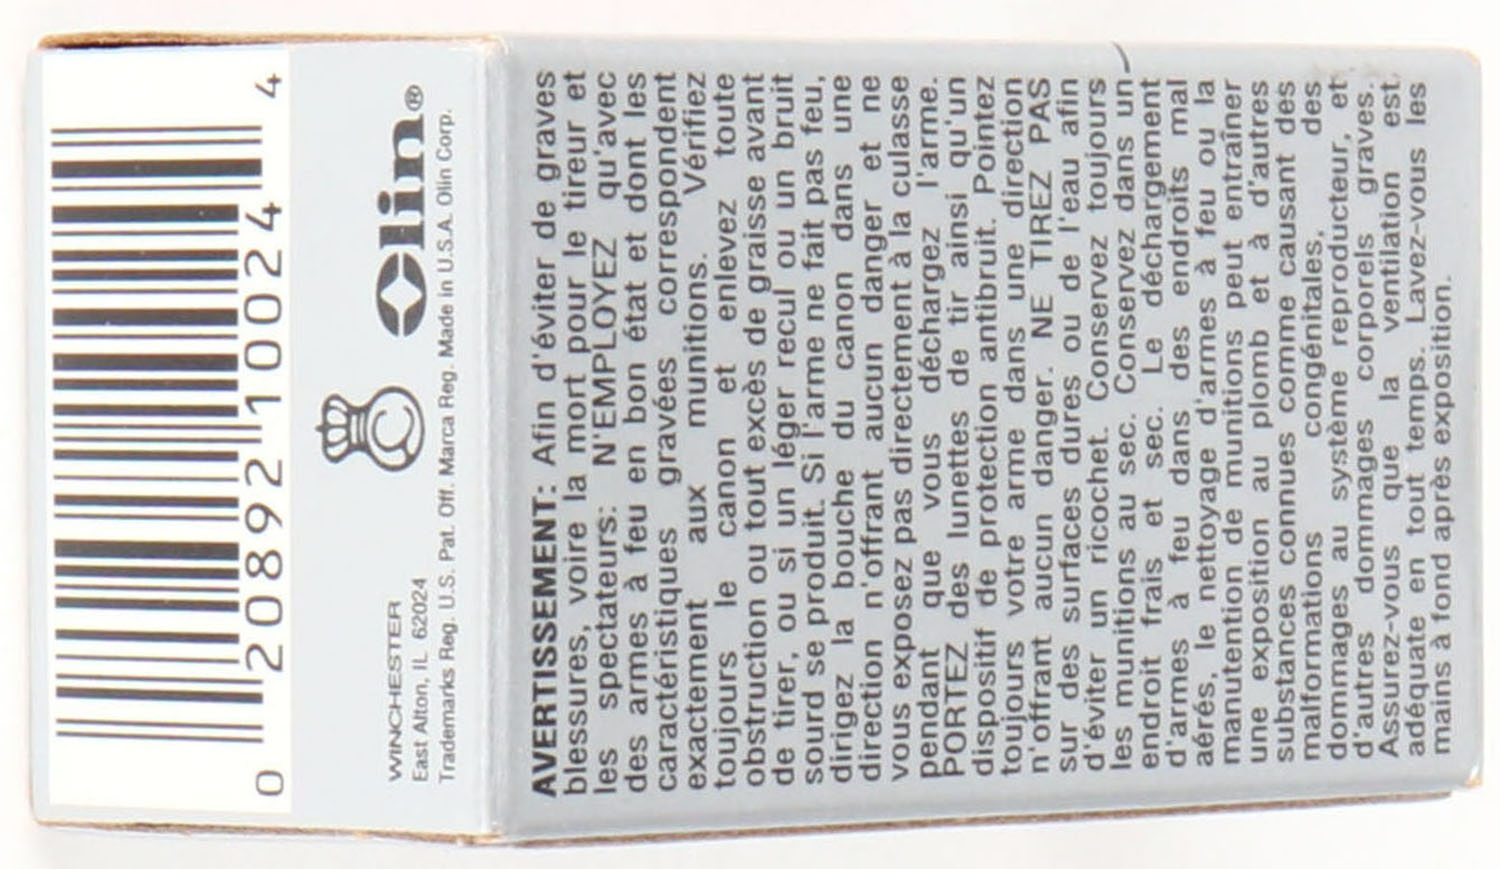 0 20892 10024 4
WINCHESTER
East Alton, IL 62024
Trademarks Reg. U.S. Pat. Off. Marca Reg. Made in U.S.A. Olin Corp.
Olin®
AVERTISSEMENT: Afin d'éviter de graves
blessures, voire la mort pour le tireur et
les spectateurs: N'EMPLOYEZ qu'avec
des armes à feu en bon état et dont les
caractéristiques gravées correspondent
exactement aux munitions. Vérifiez
toujours le canon et enlevez toute
obstruction ou tout excès de graisse avant
de tirer, ou si un léger recul ou un bruit
sourd se produit. Si l'arme ne fait pas feu,
dirigez la bouche du canon dans une
direction n'offrant aucun danger et ne
vous exposez pas directement à la culasse
pendant que vous déchargez l'arme.
PORTEZ des lunettes de tir ainsi qu'un
dispositif de protection antibruit. Pointez
toujours votre arme dans une direction
n'offrant aucun danger. NE TIREZ PAS
sur des surfaces dures ou de l'eau afin
d'éviter un ricochet. Conservez toujours
les munitions au sec. Conservez dans un
endroit frais et sec. Le déchargement
d'armes à feu dans des endroits mal
aérés, le nettoyage d'armes à feu ou la
manutention de munitions peut entraîner
une exposition au plomb et à d'autres
substances connues comme causant des
malformations congénitales, des
dommages au système reproducteur, et
d'autres dommages corporels graves.
Assurez-vous que la ventilation est
adéquate en tout temps. Lavez-vous les
mains à fond après exposition.